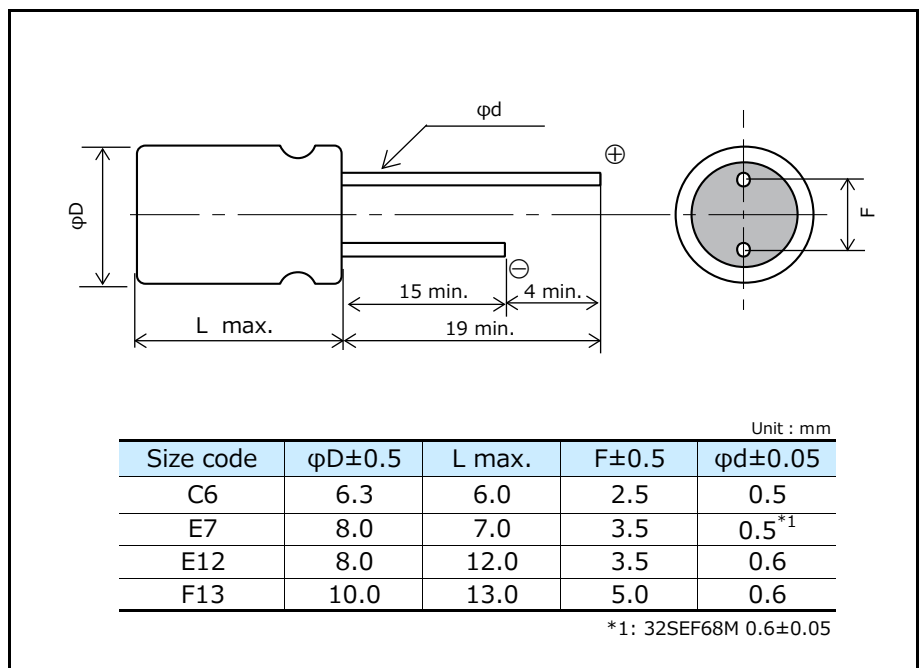 φd
⊕
φD
F
⊖
15 min.
4 min.
L max.
19 min.
Unit : mm
Size code φD±0.5 L max. F±0.5 φd±0.05
C6 6.3 6.0 2.5 0.5
E7 8.0 7.0 3.5 0.5*1
E12 8.0 12.0 3.5 0.6
F13 10.0 13.0 5.0 0.6
*1: 32SEF68M 0.6±0.05